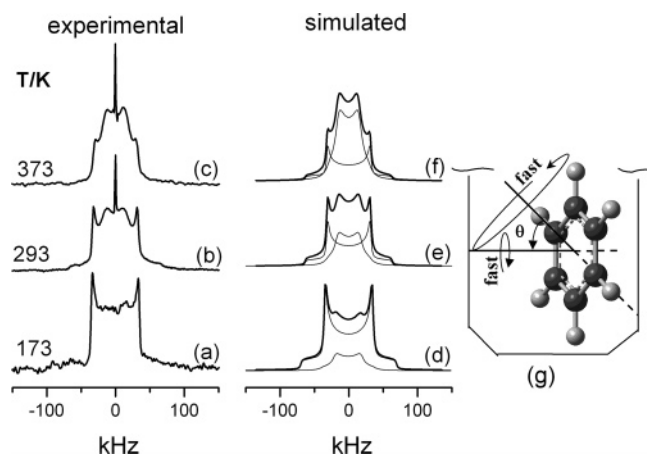 experimental simulated
T/K
373 (c) (f)
fast
θ
fast
293 (b) (e)
173 (a) (d)
(g)
-100 0 100 -100 0 100
kHz kHz